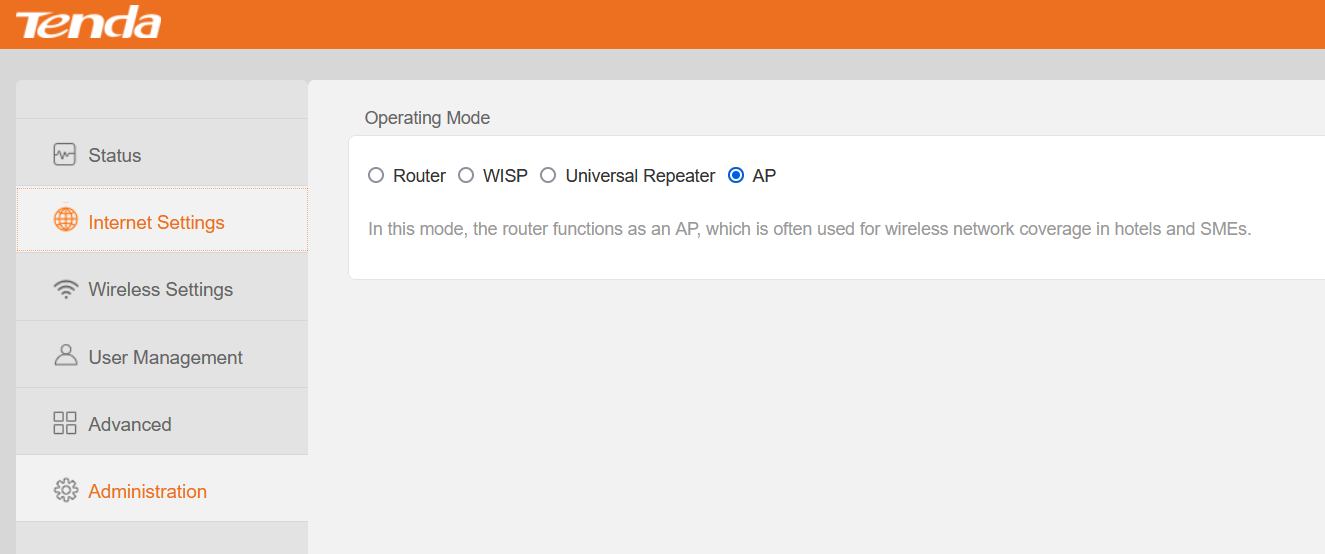 Tenda
Status
Internet Settings
Wireless Settings
User Management
Advanced
Administration
Operating Mode
Router WISP Universal Repeater AP
In this mode, the router functions as an AP, which is often used for wireless network coverage in hotels and SMEs.